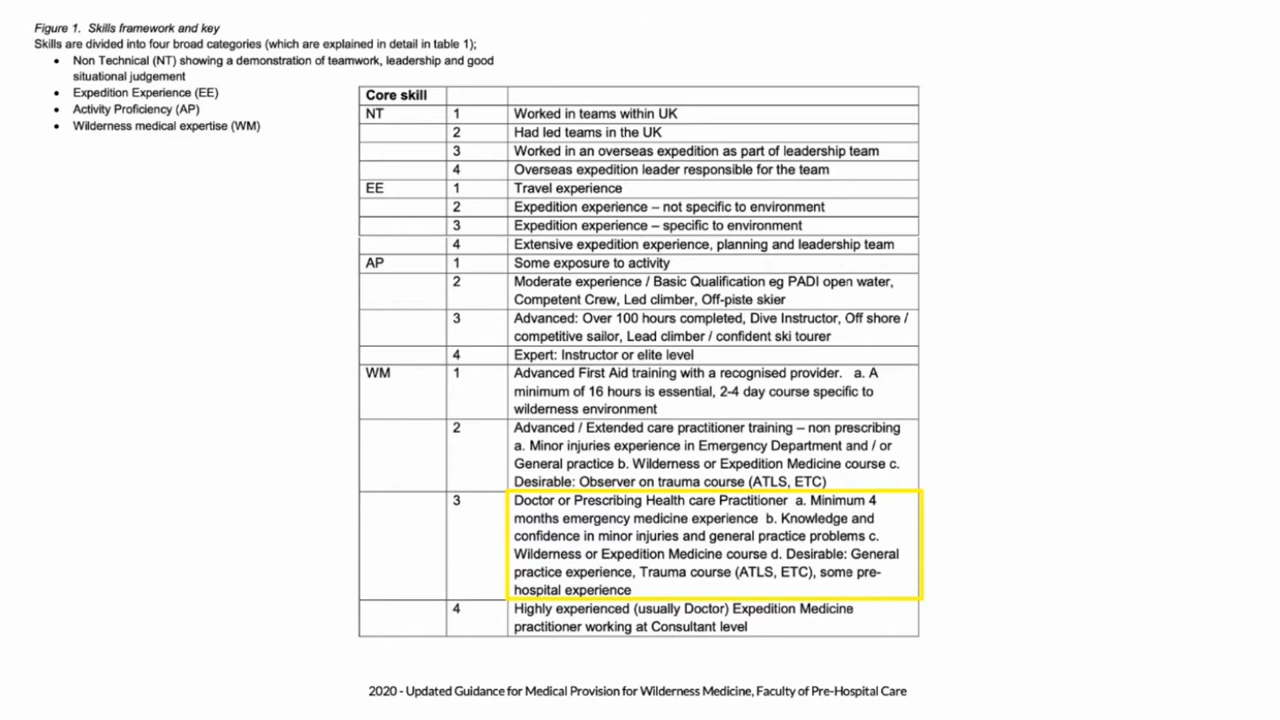 Figure 1. Skills framework and key
Skills are divided into four broad categories (which are explained in detail in table 1);
• Non Technical (NT) showing a demonstration of teamwork, leadership and good
situational judgement
• Expedition Experience (EE)
• Activity Proficiency (AP)
• Wilderness medical expertise (WM)
Core skill
NT 1 Worked in teams within UK
2 Had led teams in the UK
3 Worked in an overseas expedition as part of leadership team
4 Overseas expedition leader responsible for the team
EE 1 Travel experience
2 Expedition experience – not specific to environment
3 Expedition experience – specific to environment
4 Extensive expedition experience, planning and leadership team
AP 1 Some exposure to activity
2 Moderate experience / Basic Qualification eg PADI open water,
Competent Crew, Led climber, Off-piste skier
3 Advanced: Over 100 hours completed, Dive Instructor, Off shore /
competitive sailor, Lead climber / confident ski tourer
4 Expert: Instructor or elite level
WM 1 Advanced First Aid training with a recognised provider. a. A
minimum of 16 hours is essential, 2-4 day course specific to
wilderness environment
2 Advanced / Extended care practitioner training – non prescribing
a. Minor injuries experience in Emergency Department and / or
General practice b. Wilderness or Expedition Medicine course c.
Desirable: Observer on trauma course (ATLS, ETC)
3 Doctor or Prescribing Health care Practitioner a. Minimum 4
months emergency medicine experience b. Knowledge and
confidence in minor injuries and general practice problems c.
Wilderness or Expedition Medicine course d. Desirable: General
practice experience, Trauma course (ATLS, ETC), some pre-
hospital experience
4 Highly experienced (usually Doctor) Expedition Medicine
practitioner working at Consultant level
2020 - Updated Guidance for Medical Provision for Wilderness Medicine, Faculty of Pre-Hospital Care